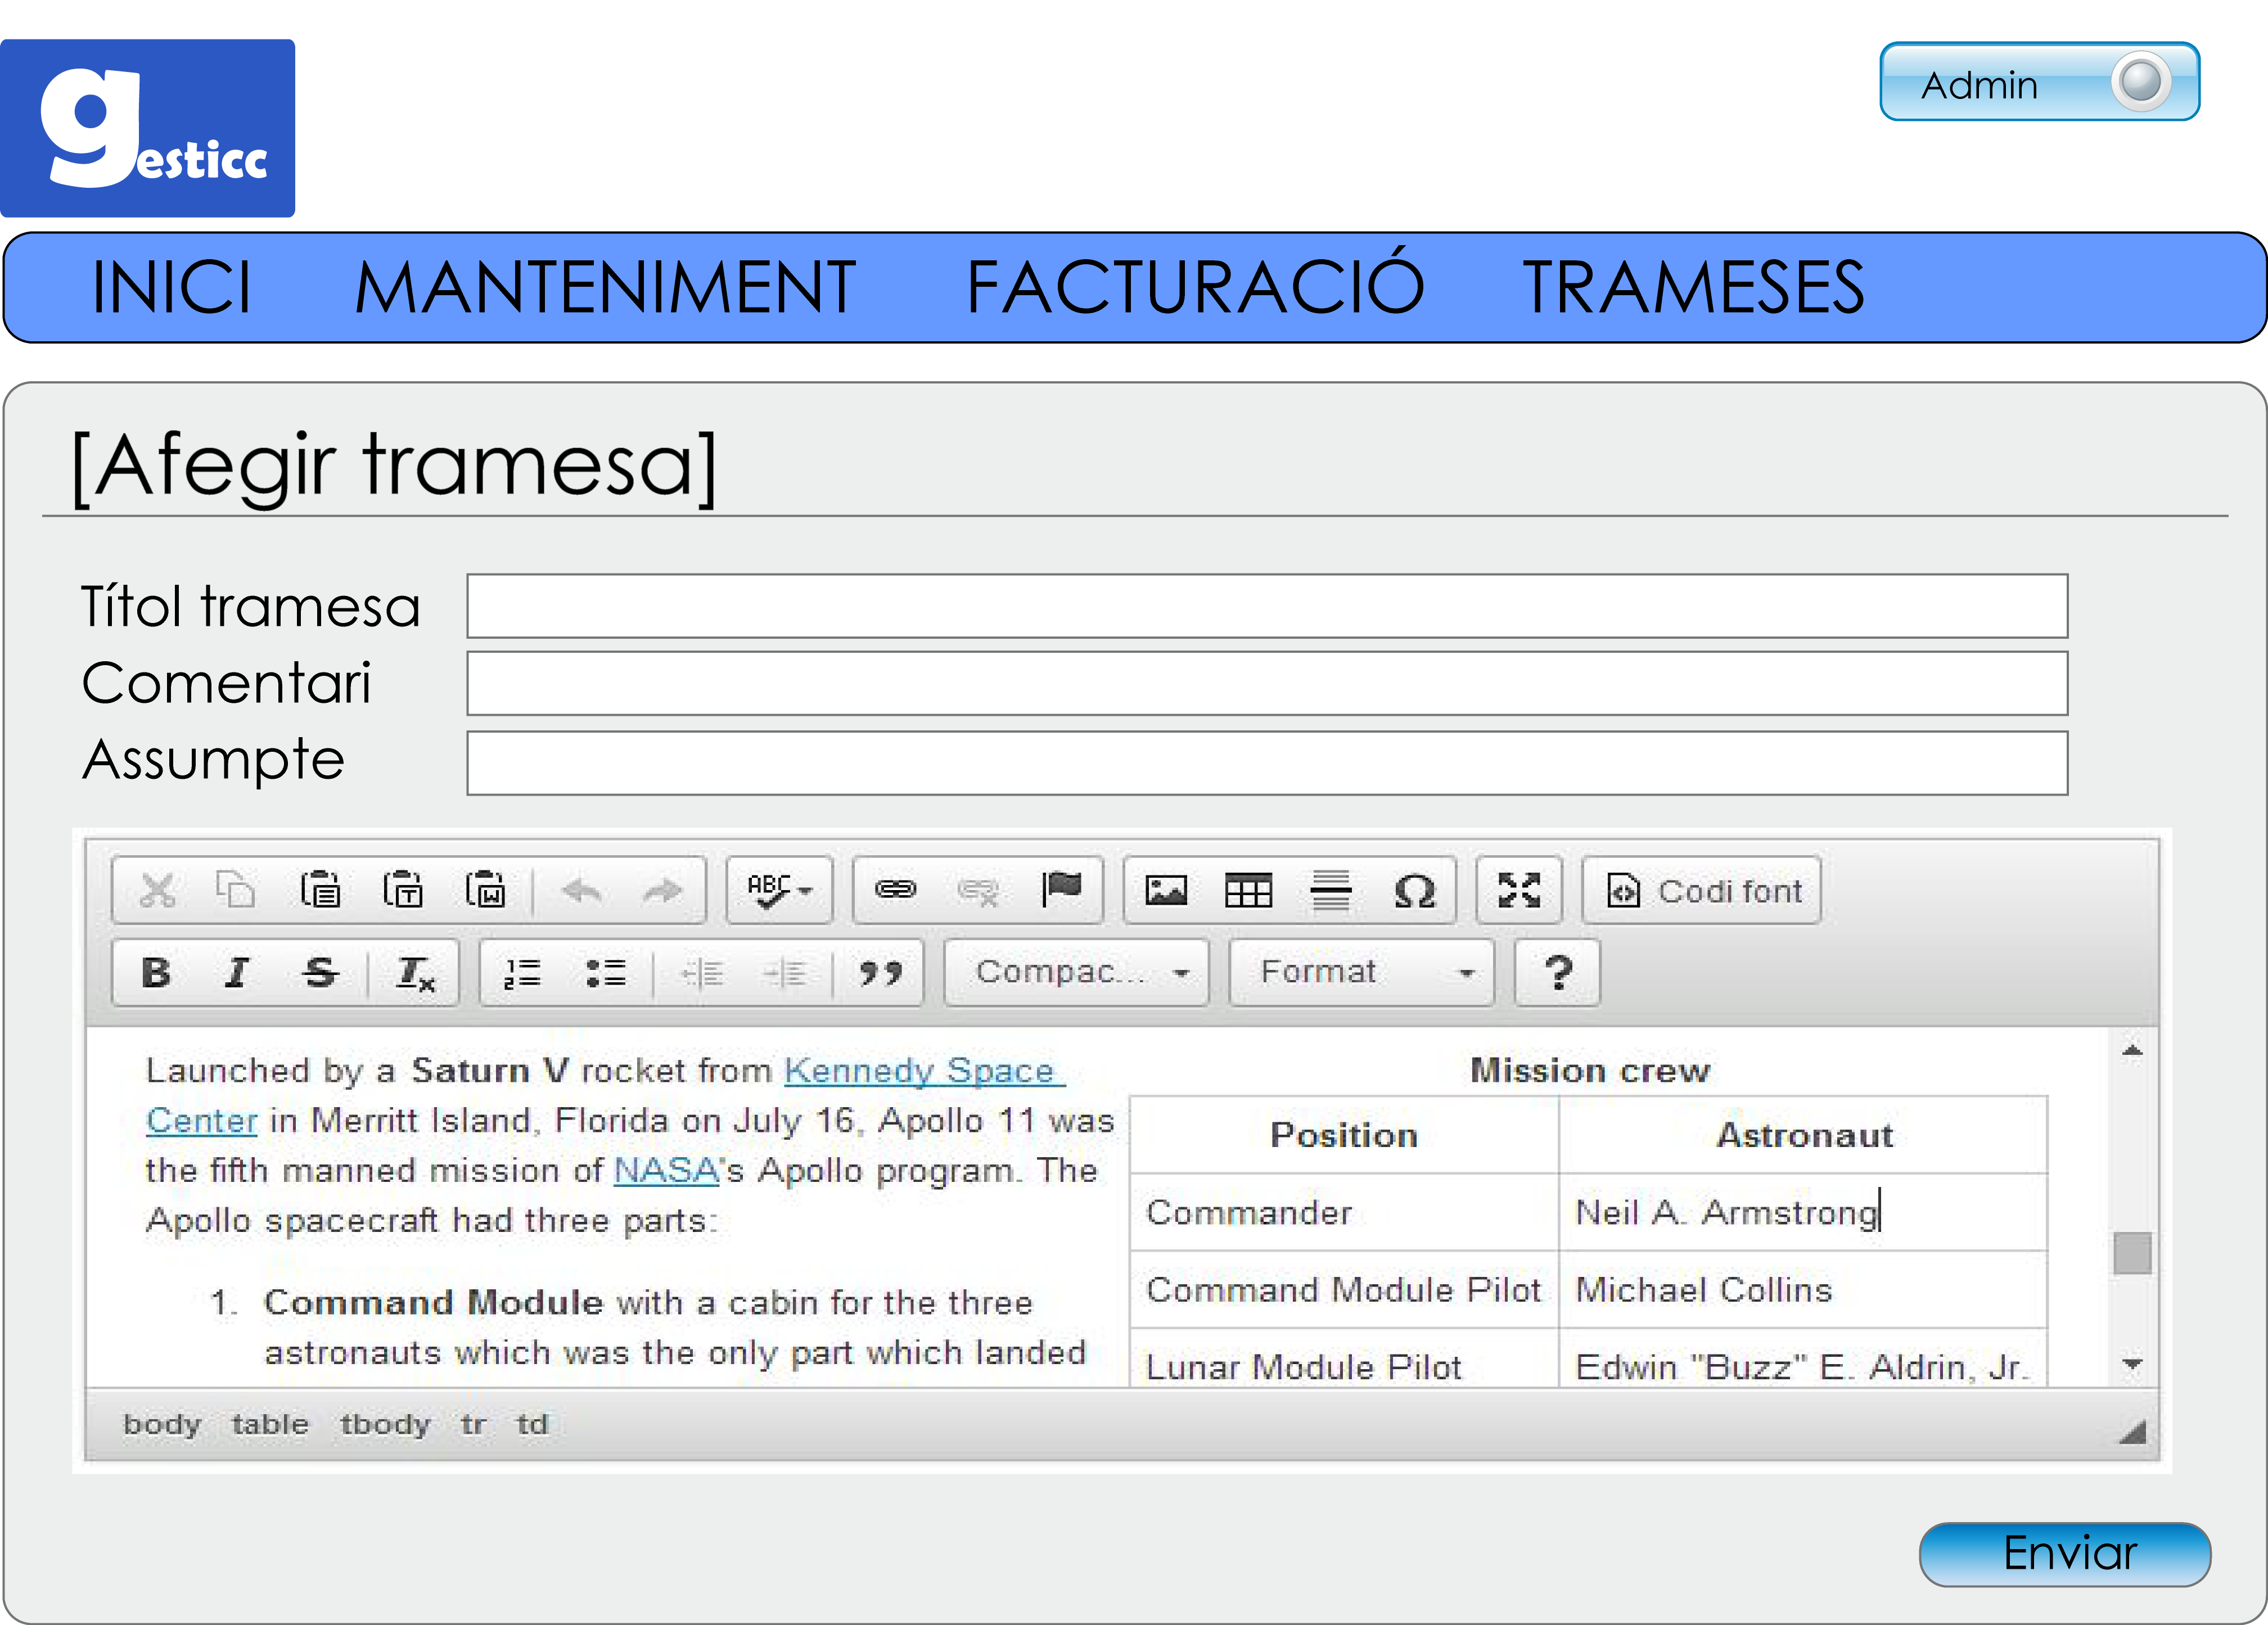 gesticc
Admin
INICI MANTENIMENT FACTURACIÓ TRAMESES
[Afegir tramesa]
Títol tramesa
Comentari
Assumpte
ABC
Codi font
B I S Ix Compac... Format ?
Launched by a Saturn V rocket from Kennedy Space
Center in Merritt Island, Florida on July 16, Apollo 11 was
the fifth manned mission of NASA's Apollo program. The
Apollo spacecraft had three parts:
1. Command Module with a cabin for the three
astronauts which was the only part which landed
Mission crew
Position Astronaut
Commander Neil A. Armstrong
Command Module Pilot Michael Collins
Lunar Module Pilot Edwin "Buzz" E. Aldrin, Jr.
body table tbody tr td
Enviar